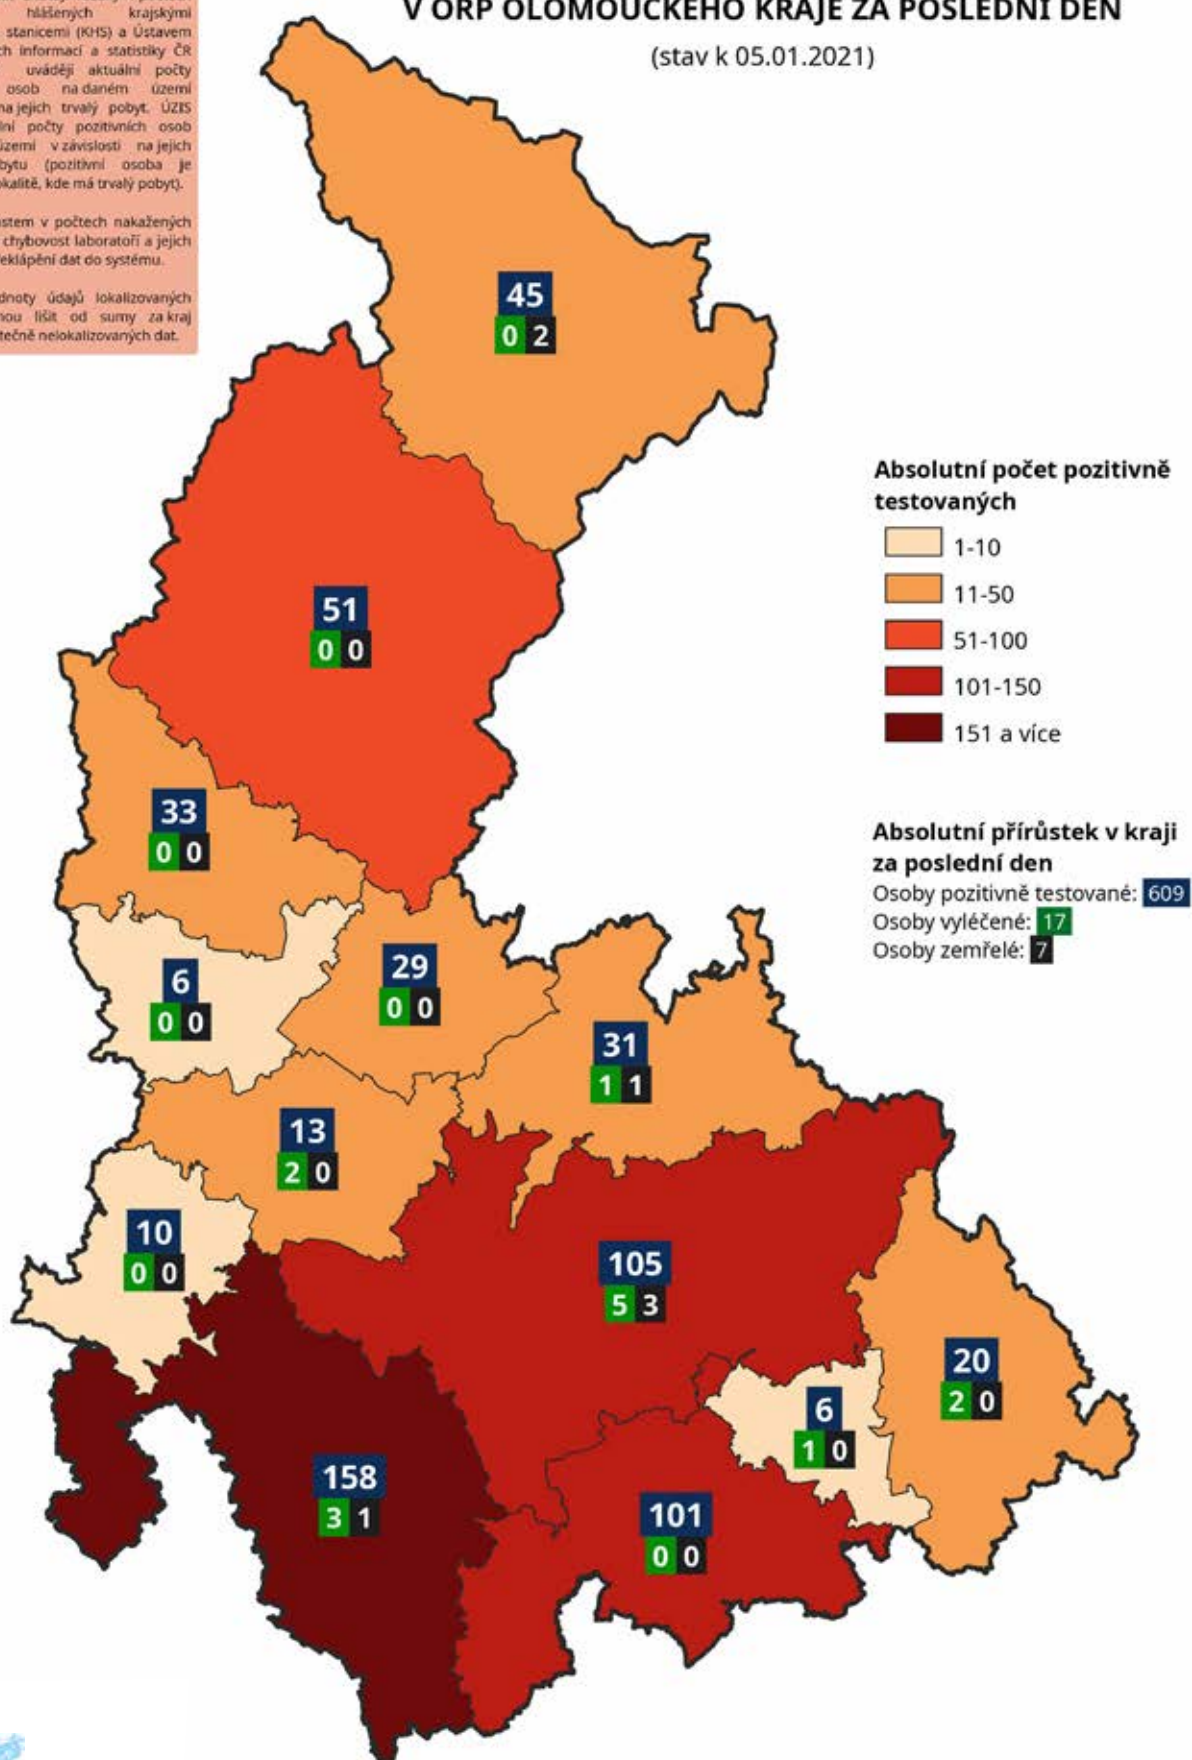 V ORP OLOMOUCKÉHO KRAJE ZA POSLEDNÍ DEN
(stav k 05.01.2021)
hlášených krajskými
stanicemi (KHS) a Ústavem
informací a statistiky ČR
uvádějí aktuální počty
osob na daném území
na jejich trvalý pobyt. ÚZIS
počty pozitivních osob
území v závislosti na jejich
(pozitivní osoba je
kde má trvalý pobyt).
v počtech nakažených
chybovost laboratoří a jejich
dat do systému.
údajů lokalizovaných
lišit od sumy za kraj
nelokalizovaných dat.
45
0 2
51
0 0
33
0 0
6
0 0
29
0 0
31
1 1
13
2 0
10
0 0
105
5 3
20
2 0
6
1 0
158
3 1
101
0 0
Absolutní počet pozitivně
testovaných
1-10
11-50
51-100
101-150
151 a více
Absolutní přírůstek v kraji
za poslední den
Osoby pozitivně testované: 609
Osoby vyléčené: 17
Osoby zemřelé: 7